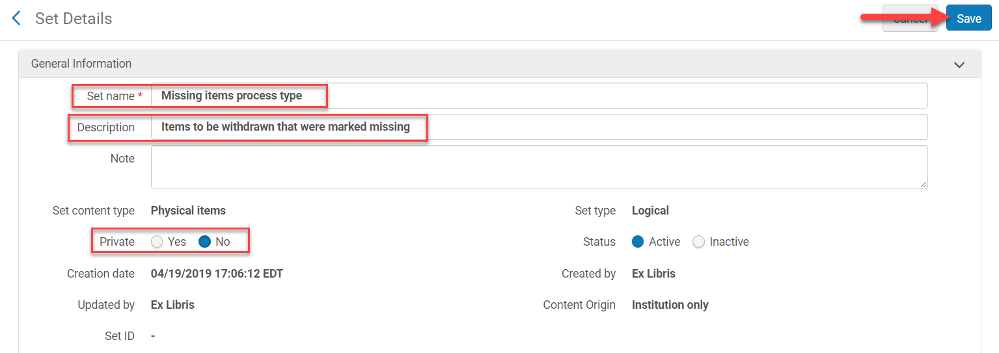 Set Details
Cancel Save
General Information
Set name * Missing items process type
Description Items to be withdrawn that were marked missing
Note
Set content type Physical items Set type Logical
Private Yes No Status Active Inactive
Creation date 04/19/2019 17:06:12 EDT Created by Ex Libris
Updated by Ex Libris Content Origin Institution only
Set ID -